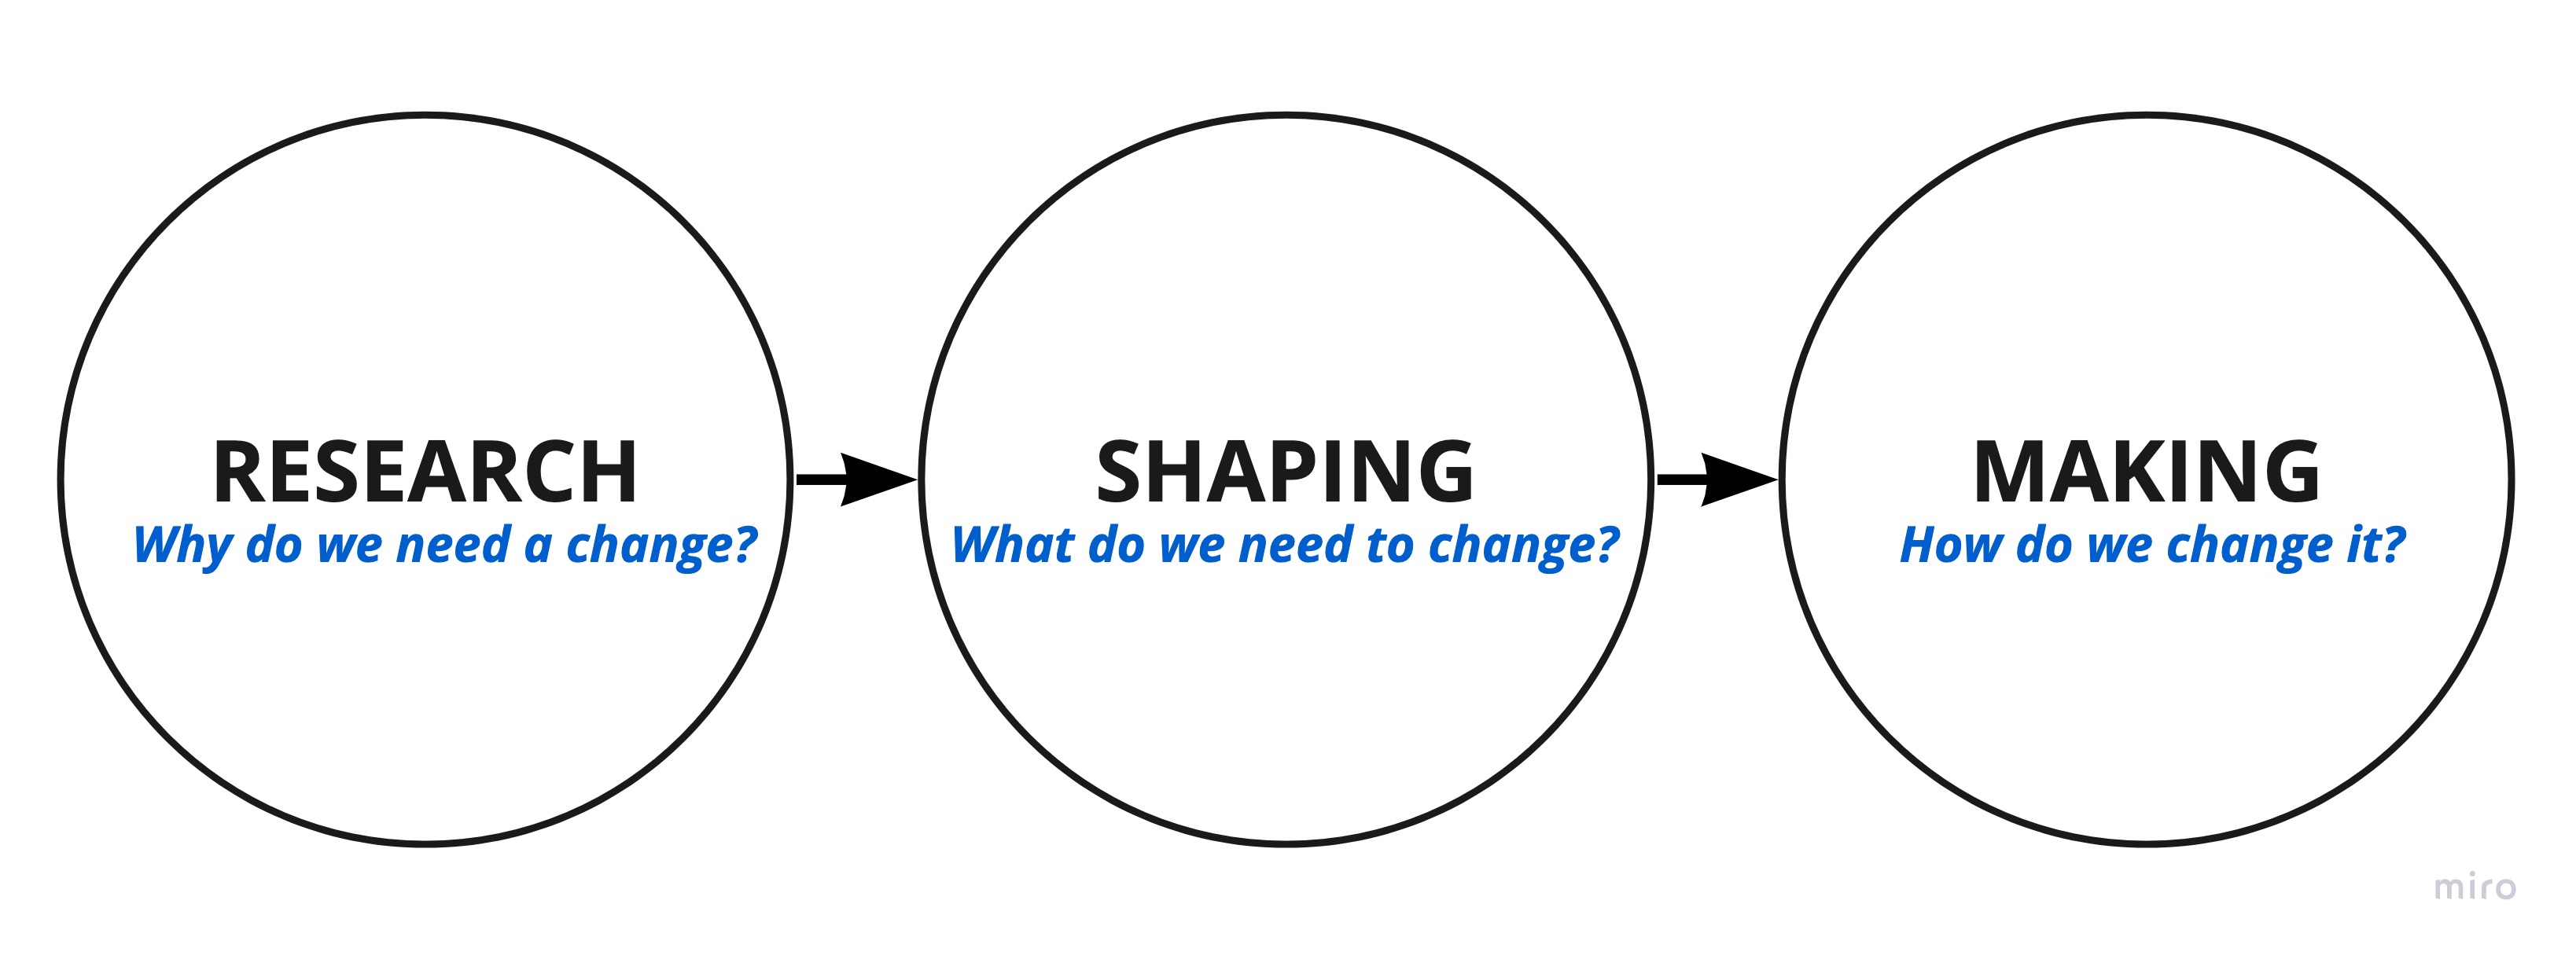 RESEARCH
Why do we need a change?
SHAPING
What do we need to change?
MAKING
How do we change it?
miro